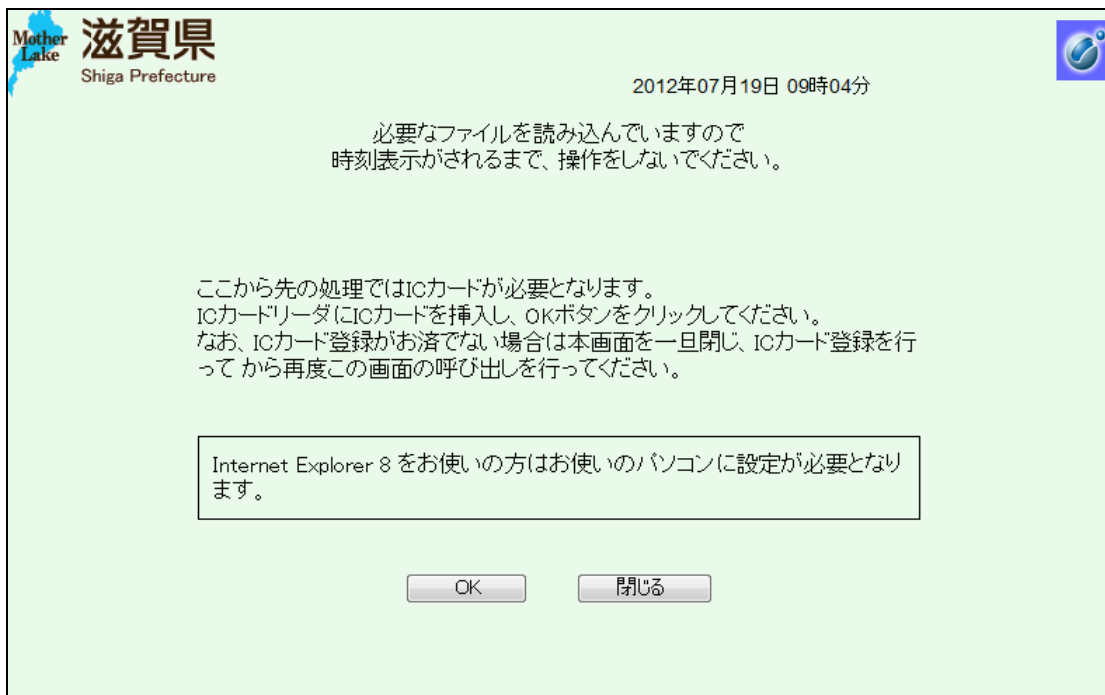 Mother
Lake
滋賀県
Shiga Prefecture
2012年07月19日 09時04分
必要なファイルを読み込んでいますので
時刻表示がされるまで、操作をしないでください。
ここから先の処理ではICカードが必要となります。
ICカードリーダにICカードを挿入し、OKボタンをクリックしてください。
なお、ICカード登録がお済でない場合は本画面を一旦閉じ、ICカード登録を行
って から再度この画面の呼び出しを行ってください。
Internet Explorer 8 をお使いの方はお使いのパソコンに設定が必要となり
ます。
OK
閉じる